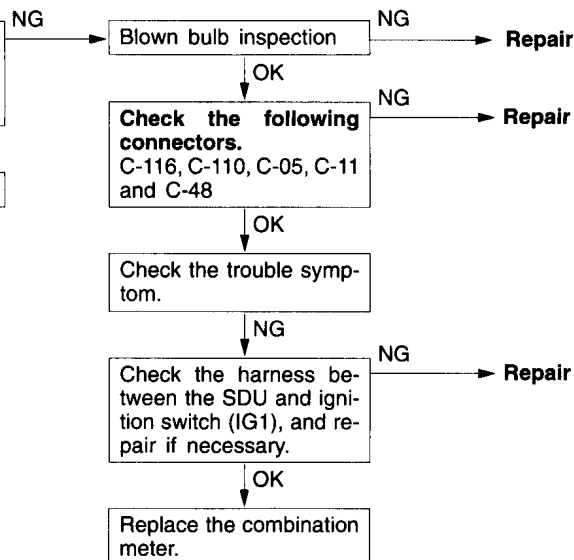 NG
Blown bulb inspection
NG
Repair
OK
Check the following
connectors.
C-116, C-110, C-05, C-11
and C-48
NG
Repair
OK
Check the trouble symp-
tom.
NG
Check the harness be-
tween the SDU and igni-
tion switch (IG1), and re-
pair if necessary.
NG
Repair
OK
Replace the combination
meter.